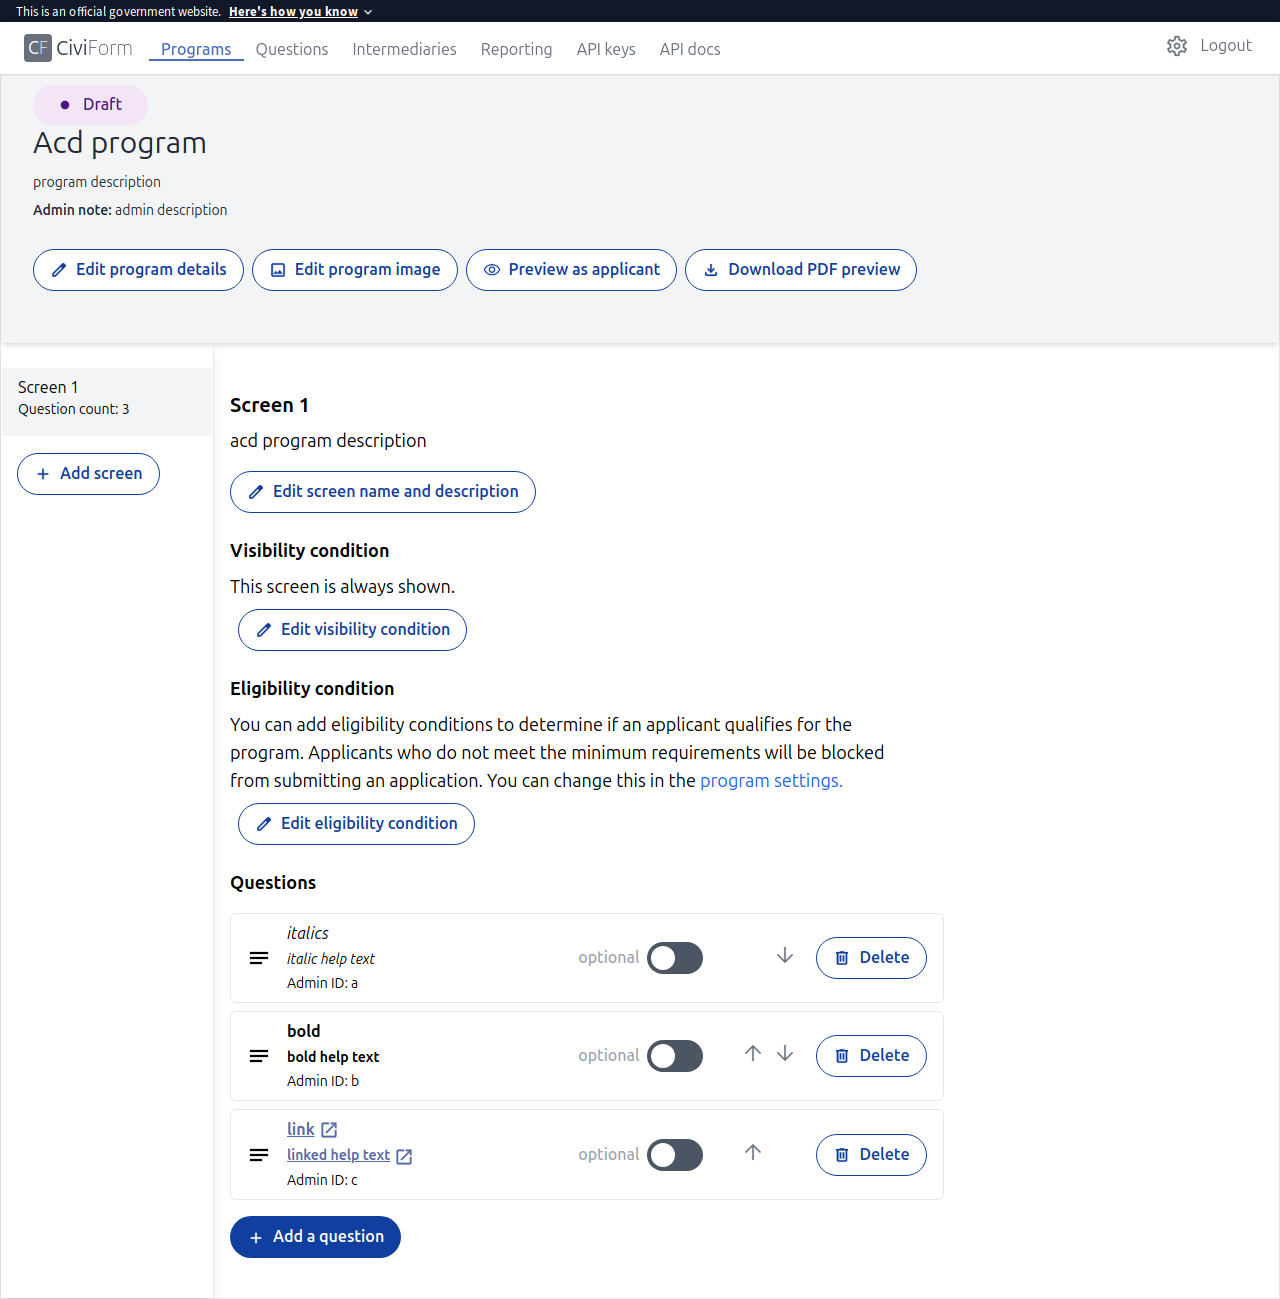 This is an official government website. Here's how you know
CF CiviForm Programs Questions Intermediaries Reporting API keys API docs Logout
Draft
Acd program
program description
Admin note: admin description
Edit program details Edit program image Preview as applicant Download PDF preview
Screen 1
Question count: 3
Add screen
Screen 1
acd program description
Edit screen name and description
Visibility condition
This screen is always shown.
Edit visibility condition
Eligibility condition
You can add eligibility conditions to determine if an applicant qualifies for the
program. Applicants who do not meet the minimum requirements will be blocked
from submitting an application. You can change this in the program settings.
Edit eligibility condition
Questions
italics
italic help text
Admin ID: a
optional
Delete
bold
bold help text
Admin ID: b
optional
Delete
link
linked help text
Admin ID: c
optional
Delete
Add a question